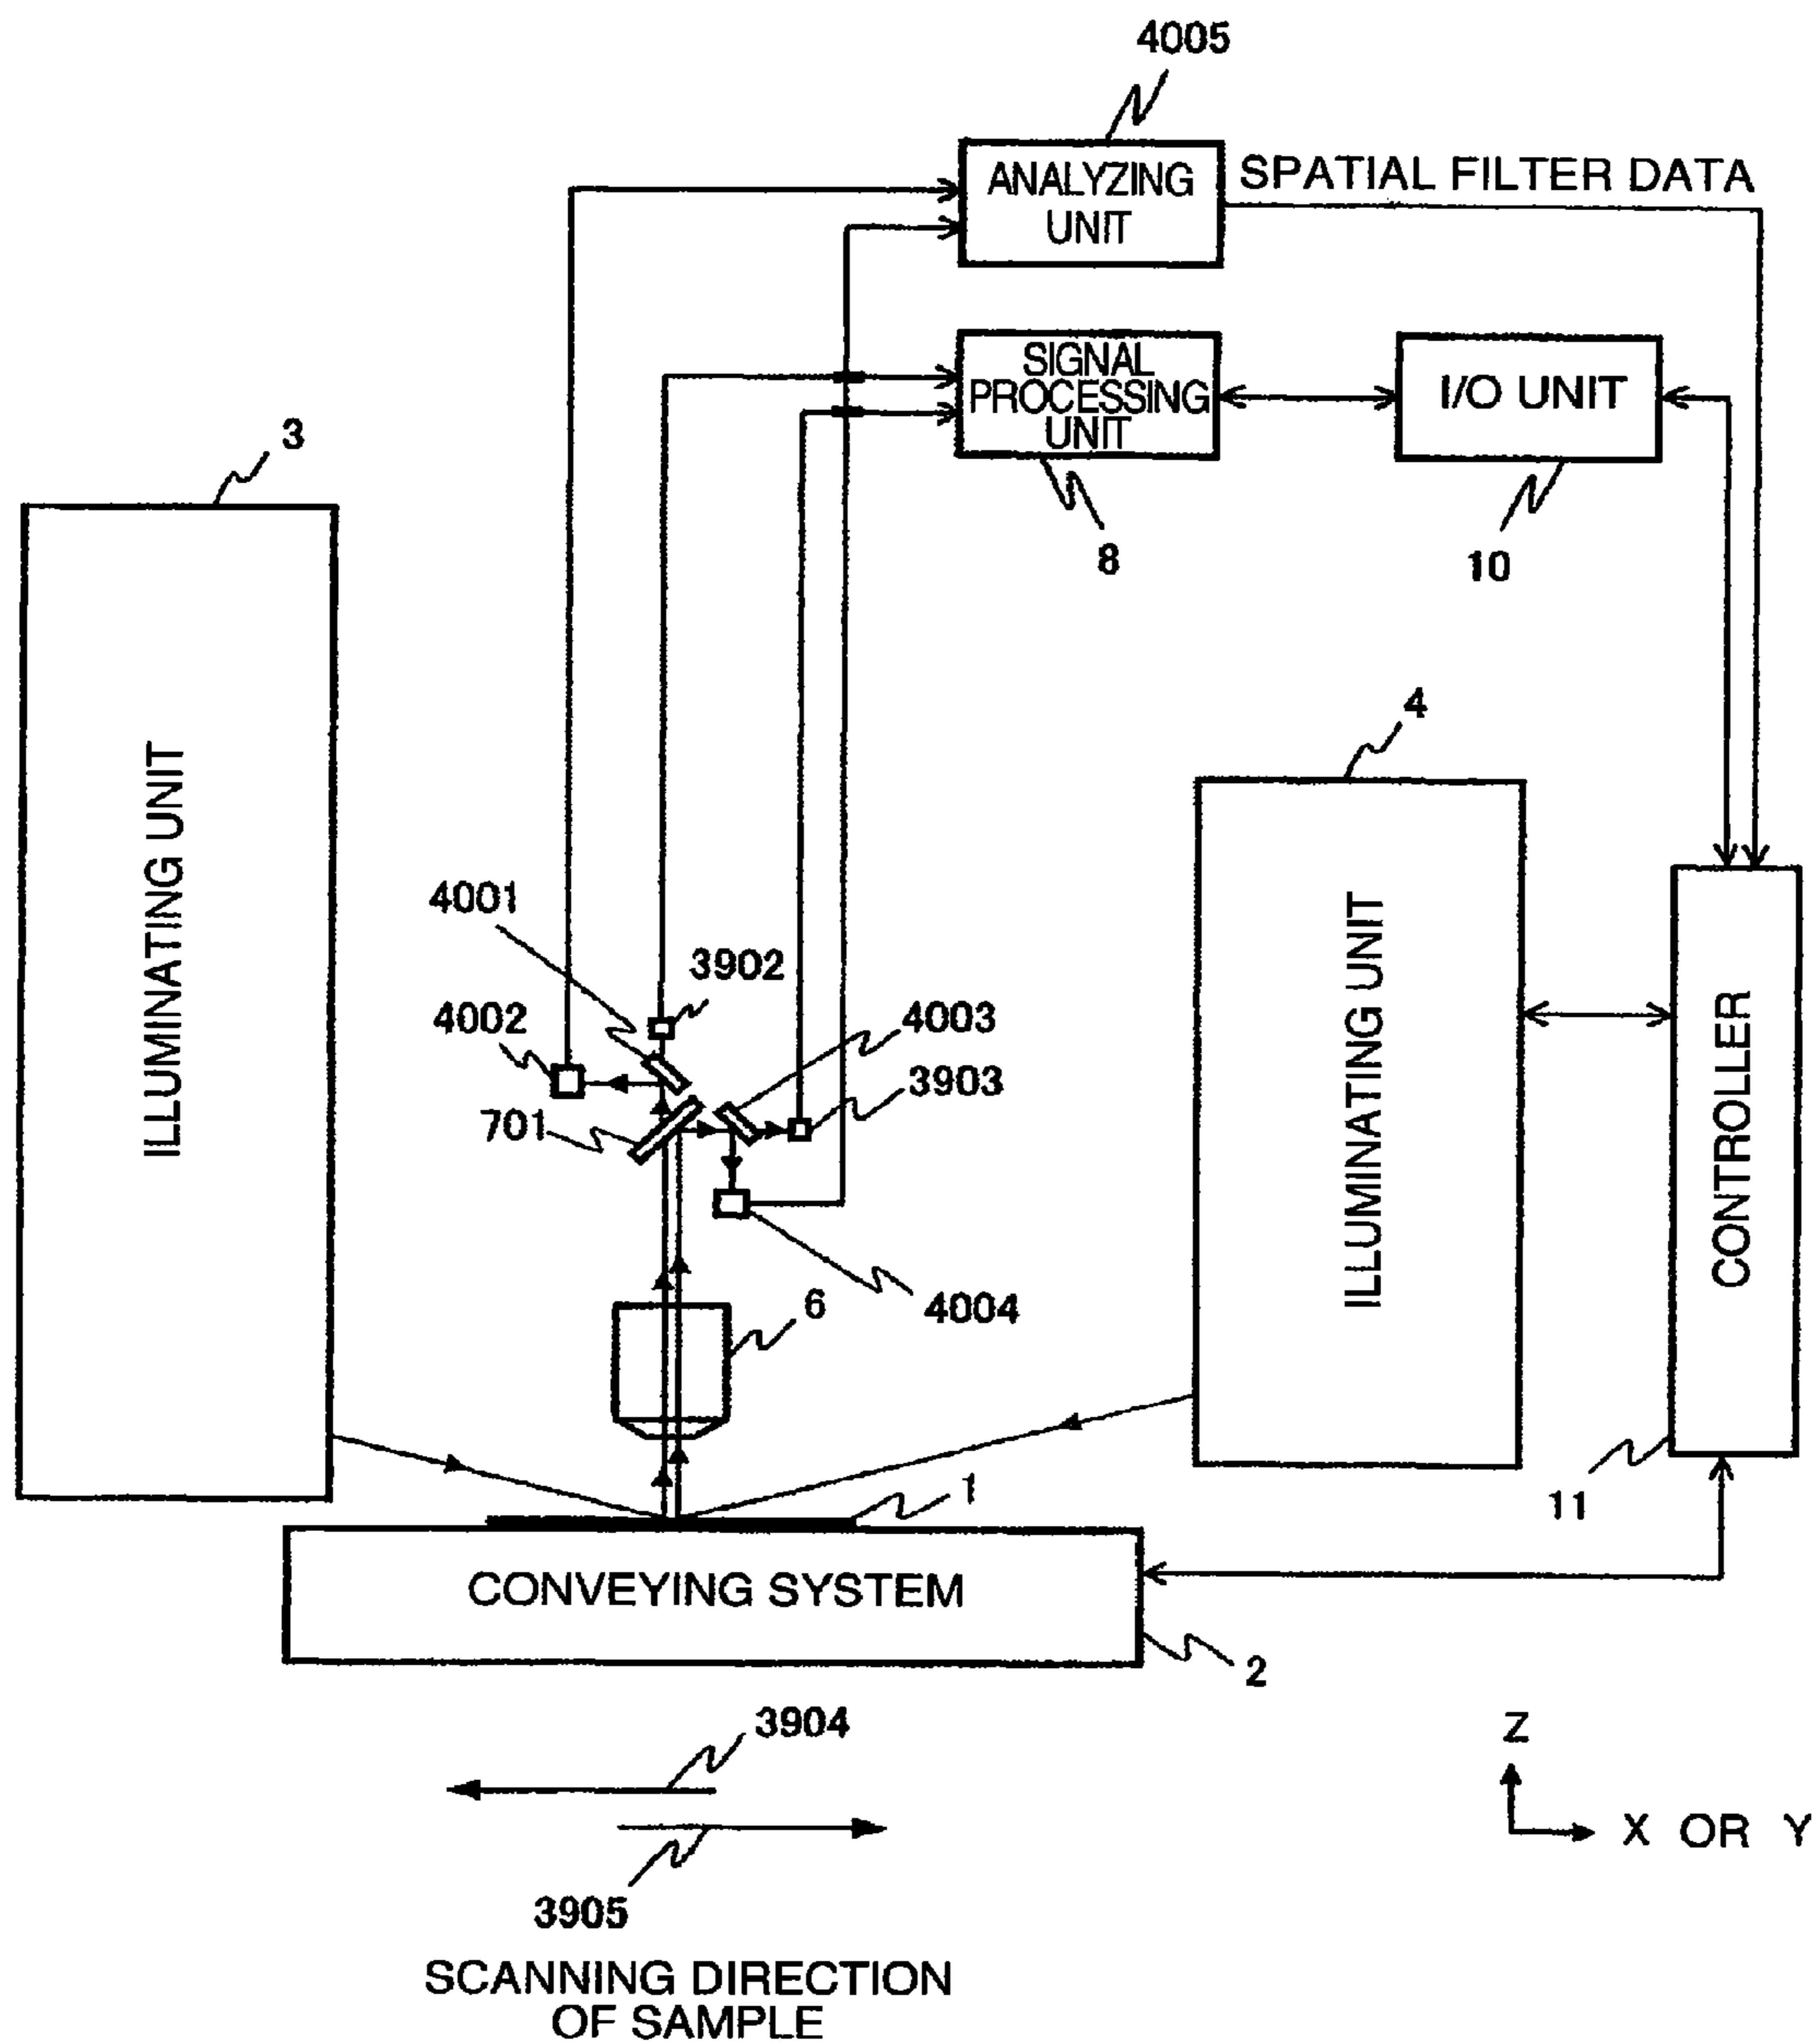 4005
ANALYZING
UNIT
SPATIAL FILTER DATA
SIGNAL
PROCESSING
UNIT
I/O UNIT
3
8
10
4
ILLUMINATING UNIT
4001
3902
4002
4003
3903
701
ILLUMINATING UNIT
CONTROLLER
6
4004
1
11
CONVEYING SYSTEM
2
3904
Z
X OR Y
3905
SCANNING DIRECTION
OF SAMPLE